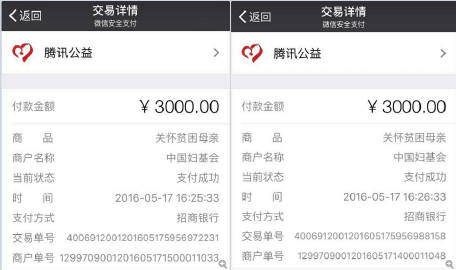 返回
交易详情
微信安全支付
腾讯公益
付款金额 ¥ 3000.00
商品 关怀贫困母亲
商户名称 中国妇基会
当前状态 支付成功
时间 2016-05-17 16:25:33
支付方式 招商银行
交易单号 4006912001201605175956972231
商户单号 1299709001201605171500011033
返回
交易详情
微信安全支付
腾讯公益
付款金额 ¥ 3000.00
商品 关怀贫困母亲
商户名称 中国妇基会
当前状态 支付成功
时间 2016-05-17 16:26:33
支付方式 招商银行
交易单号 4006912001201605175956988158
商户单号 1299709001201605171400011048